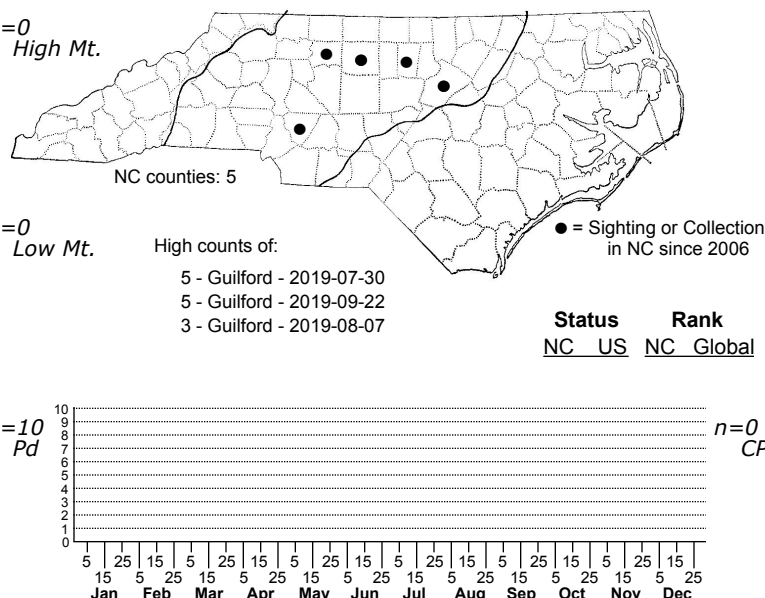 =0
High Mt.
NC counties: 5
=0
Low Mt.
High counts of:
5 - Guilford - 2019-07-30
5 - Guilford - 2019-09-22
3 - Guilford - 2019-08-07
● = Sighting or Collection
in NC since 2006
Status Rank
NC US NC Global
=10
Pd
n=0
CP
10
9
8
7
6
5
4
3
2
1
0
5 25 15 5 25 15 5 25 15 5 25 15 5 25 15 5 25 15
15 5 25 15 5 25 15 5 25 15 5 25 15 5 25 15 5 25
Jan Feb Mar Apr May Jun Jul Aug Sep Oct Nov Dec